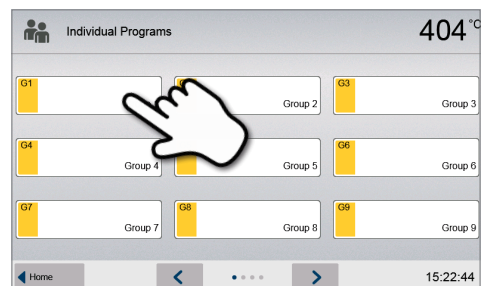 Individual Programs
404 °C
G1
Group 2
G3
Group 3
G4
Group 4
Group 5
G6
Group 6
G7
Group 7
G8
Group 8
G9
Group 9
Home
15:22:44